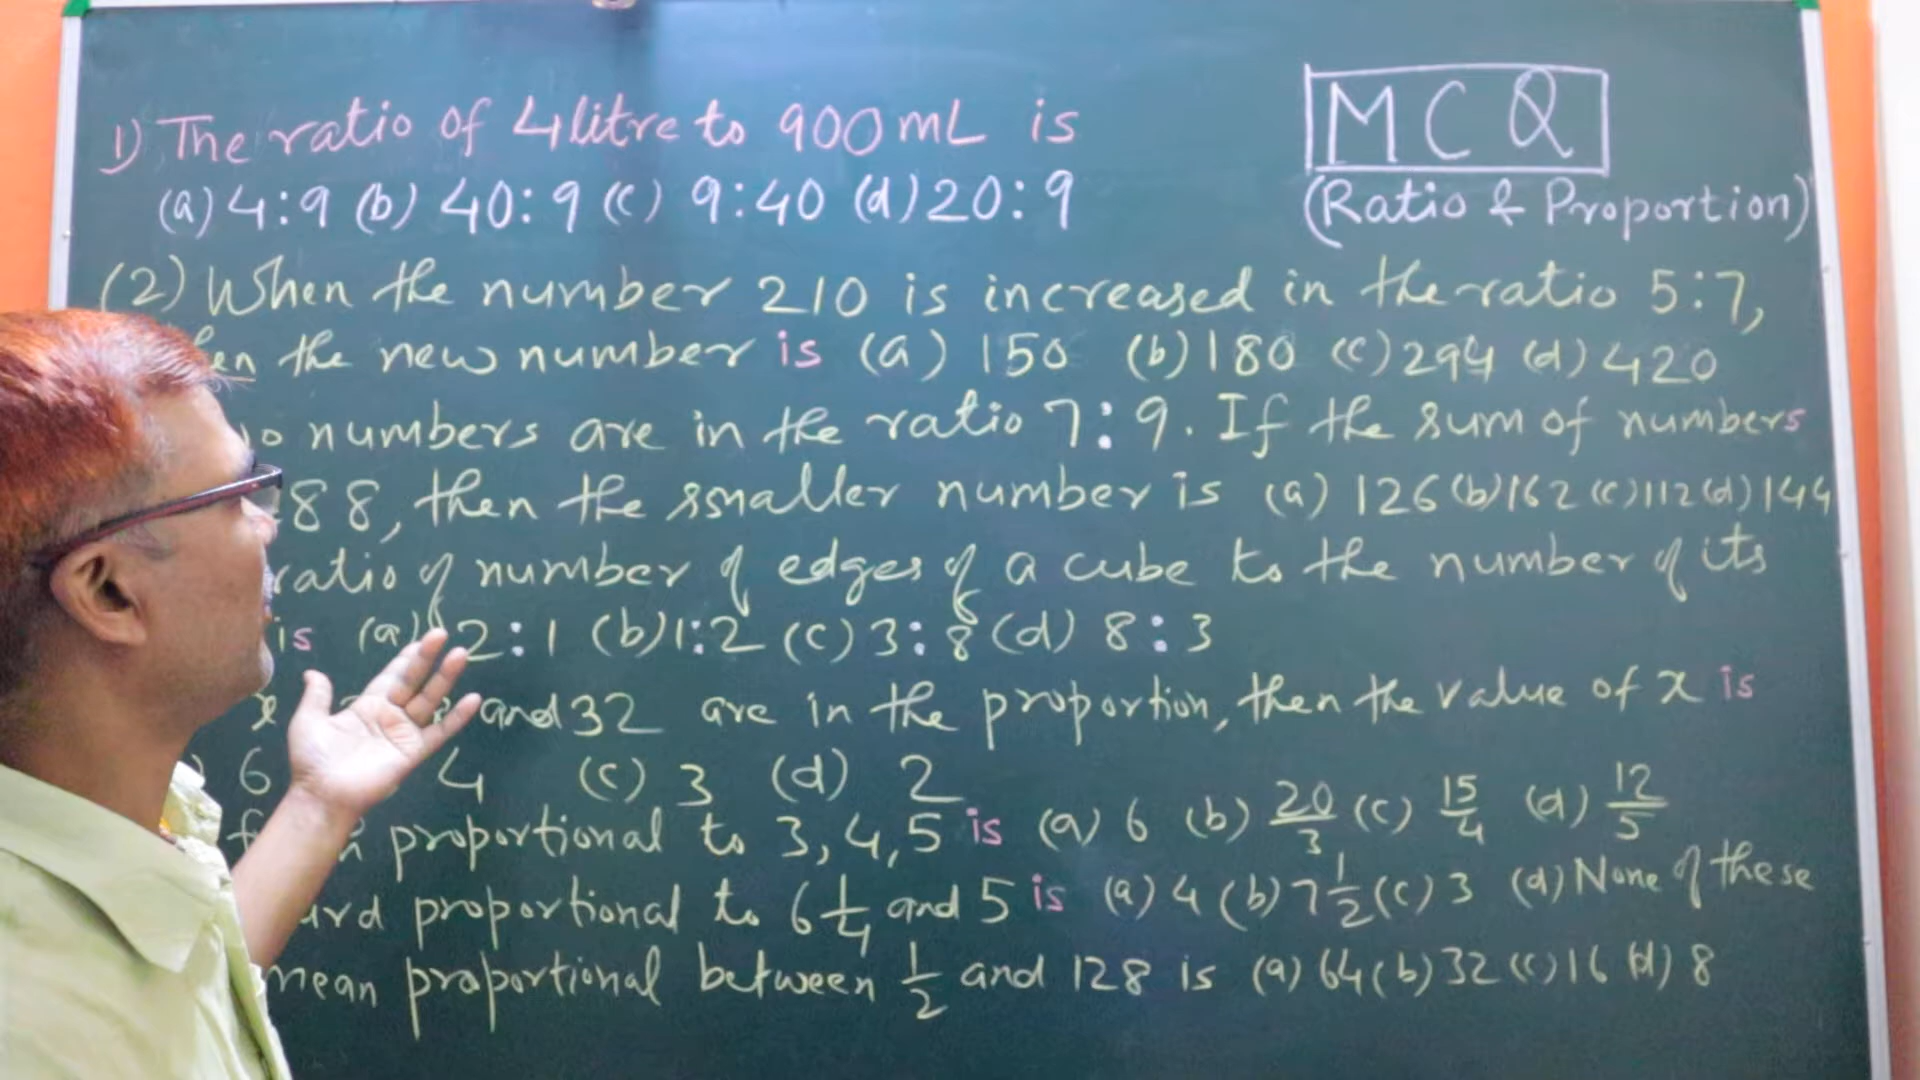 MCQ
(Ratio & Proportion)
1) The ratio of 4 litre to 900 mL is
(a) 4:9 (b) 40:9 (c) 9:40 (d) 20:9
(2) When the number 210 is increased in the ratio 5:7,
the new number is (a) 150 (b) 180 (c) 294 (d) 420
numbers are in the ratio 7:9. If the sum of numbers
88, then the smaller number is (a) 126 (b) 162 (c) 112 (d) 144
ratio of number of edges of a cube to the number of its
is (a) 2:1 (b) 1:2 (c) 3:8 (d) 8:3
x and 32 are in the proportion, then the value of x is
6 4 (c) 3 (d) 2
proportional to 3, 4, 5 is (a) 6 (b) 20/3 (c) 15/4 (d) 12/5
proportional to 6 1/4 and 5 is (a) 4 (b) 7 1/2 (c) 3 (d) None of these
mean proportional between 1/2 and 128 is (a) 64 (b) 32 (c) 16 (d) 8